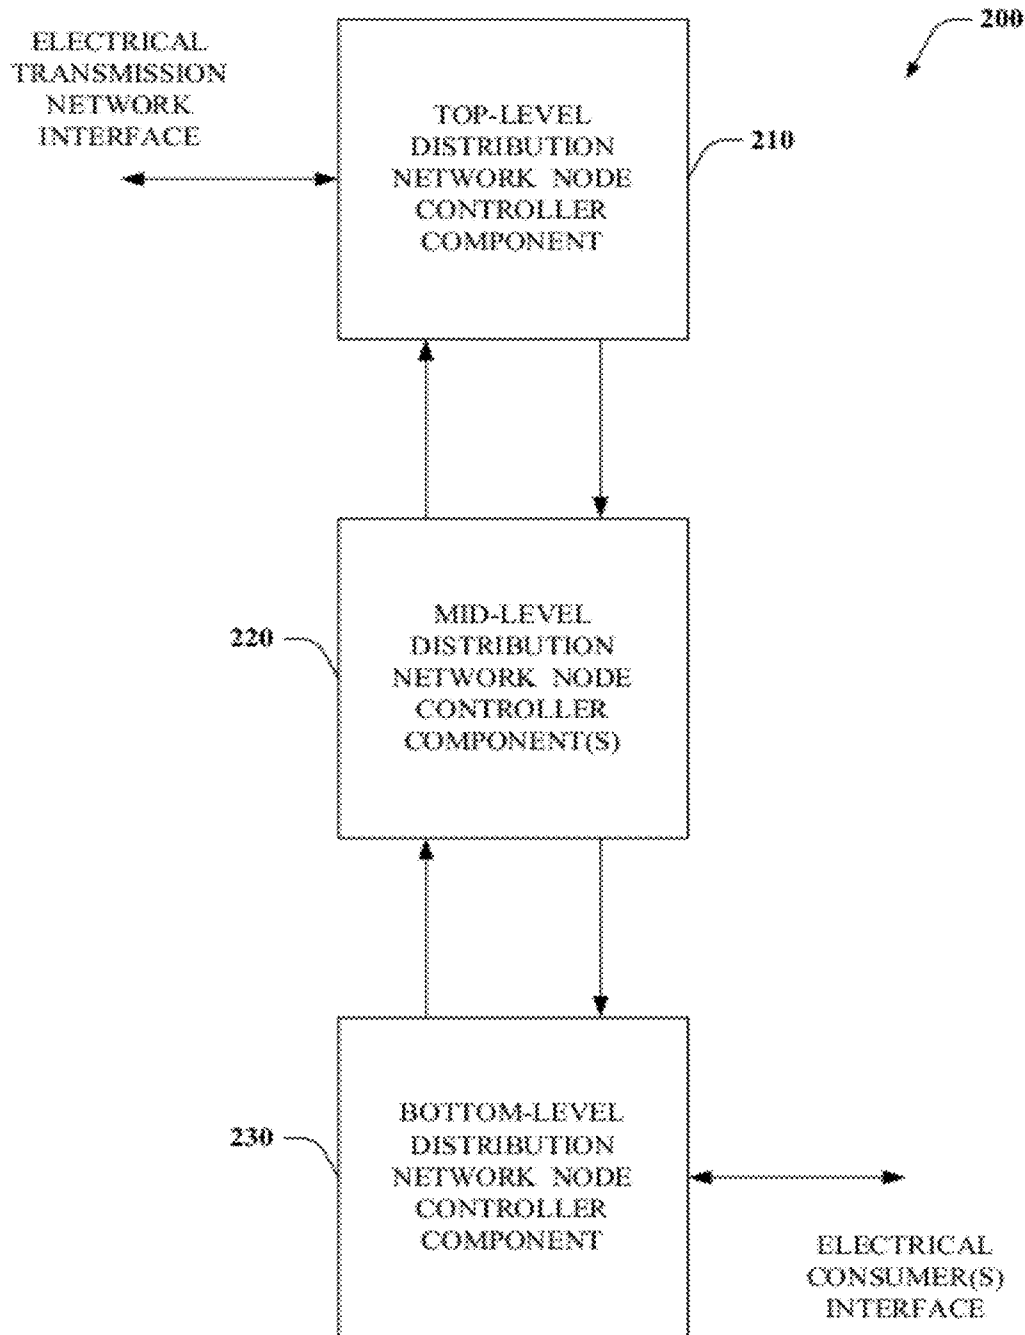 200
ELECTRICAL
TRANSMISSION
NETWORK
INTERFACE
TOP-LEVEL
DISTRIBUTION
NETWORK NODE
CONTROLLER
COMPONENT
210
MID-LEVEL
DISTRIBUTION
NETWORK NODE
CONTROLLER
COMPONENT(S)
220
BOTTOM-LEVEL
DISTRIBUTION
NETWORK NODE
CONTROLLER
COMPONENT
230
ELECTRICAL
CONSUMER(S)
INTERFACE